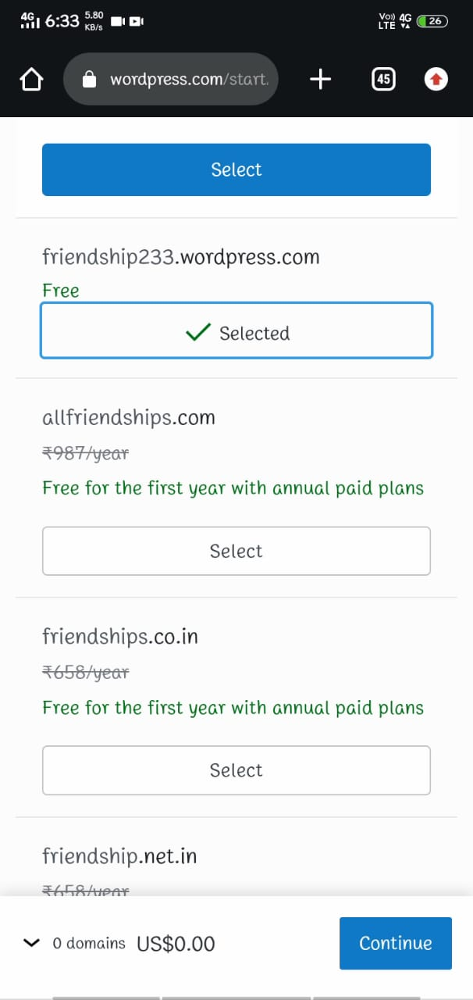 4G 6:33 5.80 KB/s Vo)) LTE 4G 26
wordpress.com/start. 45
Select
friendship233.wordpress.com
Free
Selected
allfriendships.com
₹987/year
Free for the first year with annual paid plans
Select
friendships.co.in
₹658/year
Free for the first year with annual paid plans
Select
friendship.net.in
₹658/year
0 domains US$0.00 Continue